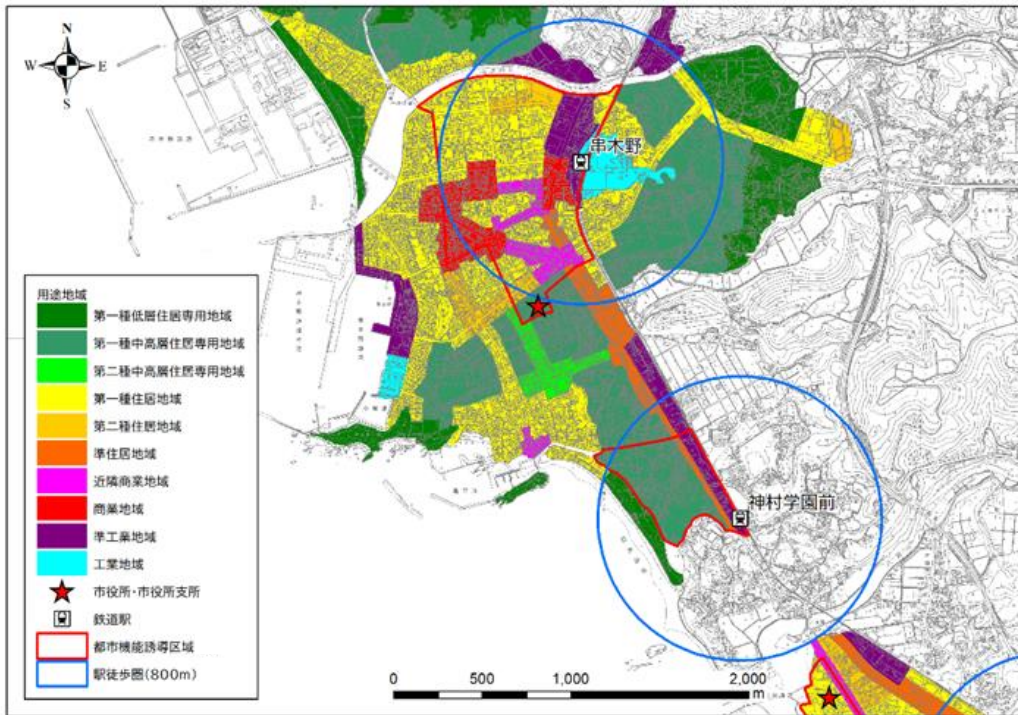 N
W E
S
串木野
用途地域
第一種低層住居専用地域
第一種中高層住居専用地域
第二種中高層住居専用地域
第一種住居地域
第二種住居地域
準住居地域
近隣商業地域
商業地域
準工業地域
工業地域
市役所・市役所支所
鉄道駅
都市機能誘導区域
駅徒歩圏(800m)
神村学園前
0 500 1,000 2,000
m